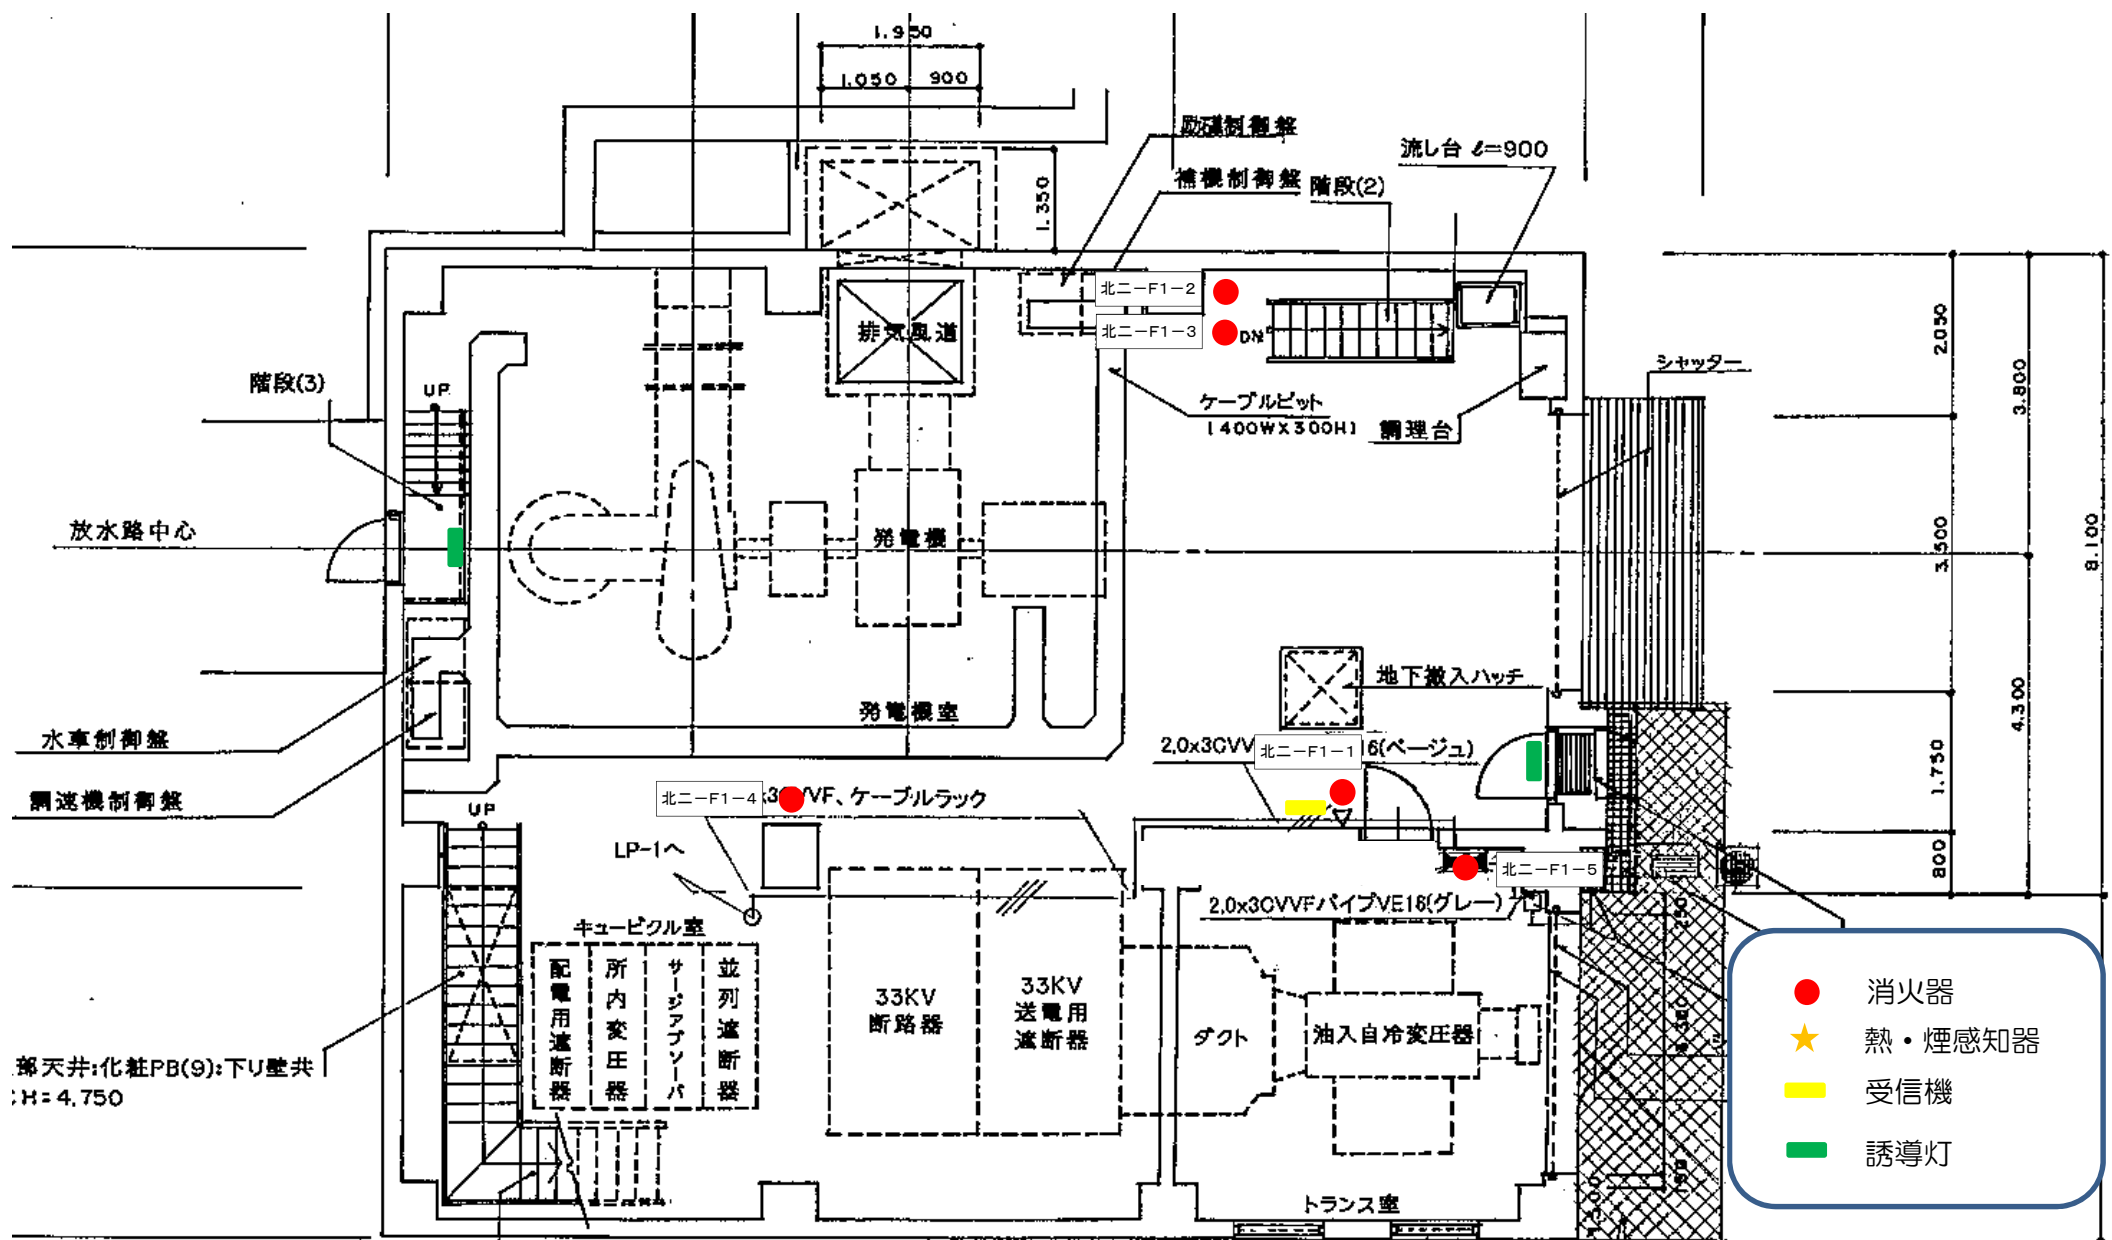 1.950
1.050
900
励磁制御盤
補機制御盤
階段(2)
流し台 ℓ=900
1.350
北二−F1−2
北二−F1−3
DN
排気風道
階段(3)
UP
シャッター
ケーブルピット
(400W×300H)
調理台
2.050
3.800
3.500
8.100
放水路中心
発電機
地下搬入ハッチ
発電機室
4.300
1.750
800
水車制御盤
調速機制御盤
2.0x3CVV
北二−F1−1
16(ベージュ)
北二−F1−4
x3CVVF、ケーブルラック
UP
LP-1へ
北二−F1−5
2.0x3CVVFパイプVE16(グレー)
250
キュービクル室
配電用遮断器
所内変圧器
サージアブソーバ
並列遮断器
33KV
断路器
33KV
送電用
遮断器
ダクト
油入自冷変圧器
部天井:化粧PB(9):下り壁共
CH=4,750
トランス室
150
消火器
熱・煙感知器
受信機
誘導灯